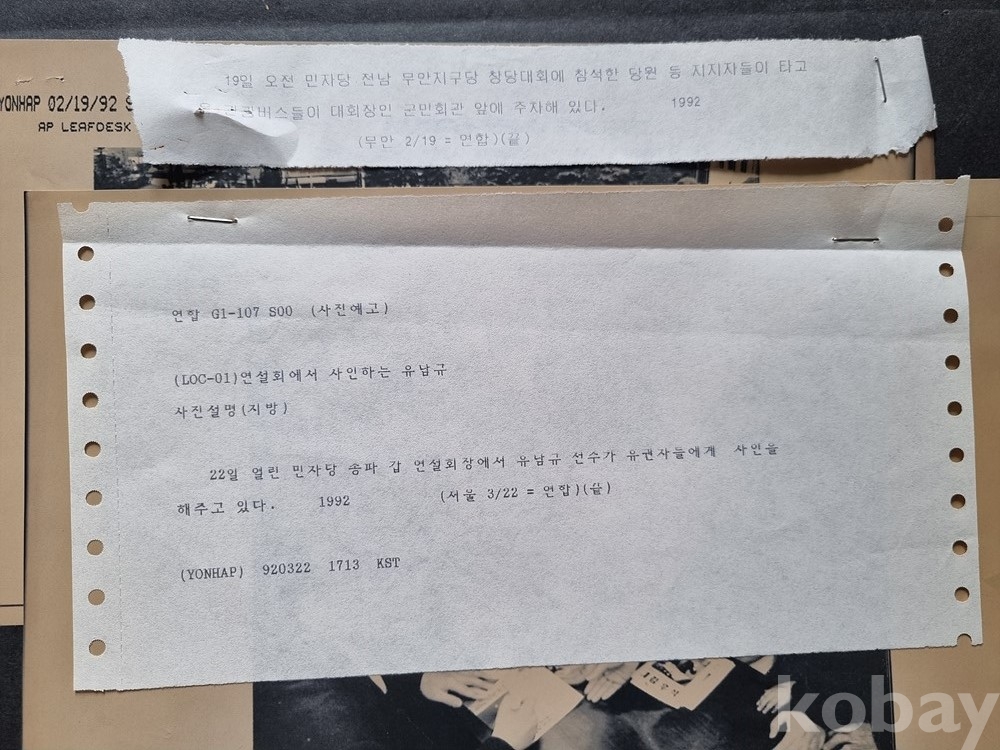 YONHAP 02/19/92 S
AP LEAFDESK
19일 오전 민자당 전남 무안지구당 창당대회에 참석한 당원 등 지지자들이 타고
버스들이 대회장민 군민회관 앞에 주차해 있다. 1992
(무안 2/19 = 연합)(끝)
연합 G1-107 S00 (사진예고)
(LOC-01)연설회에서 사인하는 유남규
사진설명(지방)
22일 열린 민자당 송파 갑 연설회장에서 유남규 선수가 유권자들에게 사인을
해주고 있다. 1992 (서울 3/22 = 연합)(끝)
(YONHAP) 920322 1713 KST
kobay